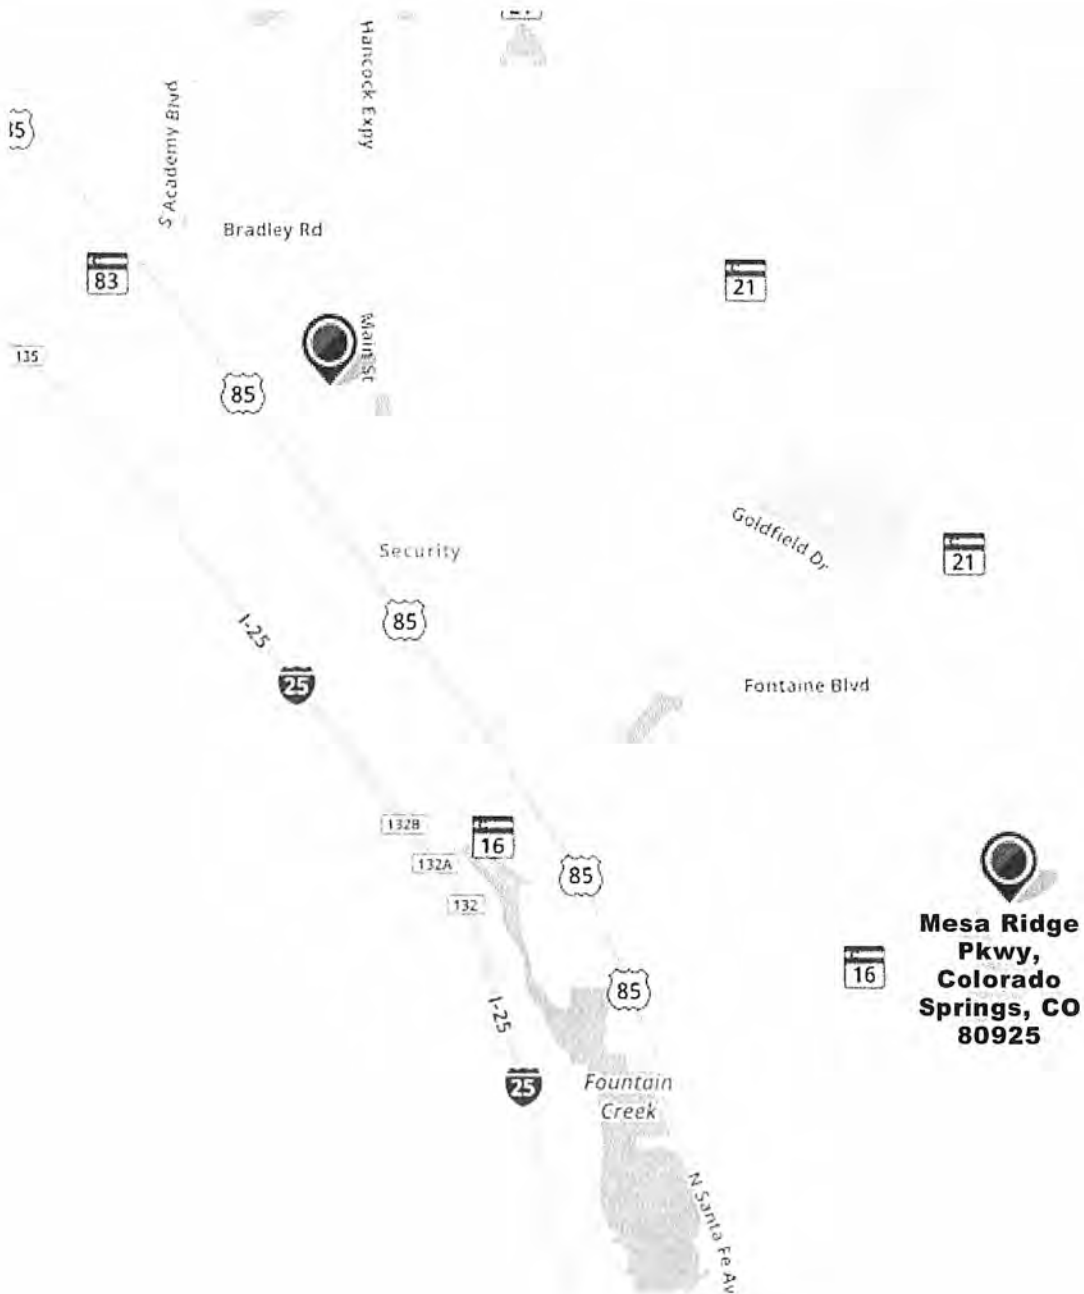 Hancock Expy
S Academy Blvd
Bradley Rd
83
21
135
Main St
85
Goldfield Dr
Security
21
85
I-25
25
Fontaine Blvd
132B
16
132A
85
132
Mesa Ridge
Pkwy,
16
Colorado
85
Springs, CO
I-25
80925
25
Fountain
Creek
N Santa Fe Av